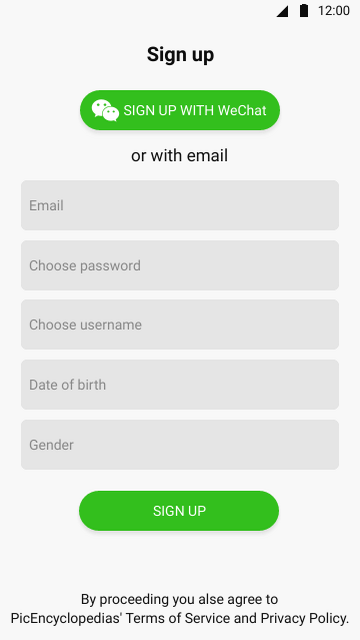 12:00
Sign up
SIGN UP WITH WeChat
or with email
Email
Choose password
Choose username
Date of birth
Gender
SIGN UP
By proceeding you alse agree to
PicEncyclopedias' Terms of Service and Privacy Policy.